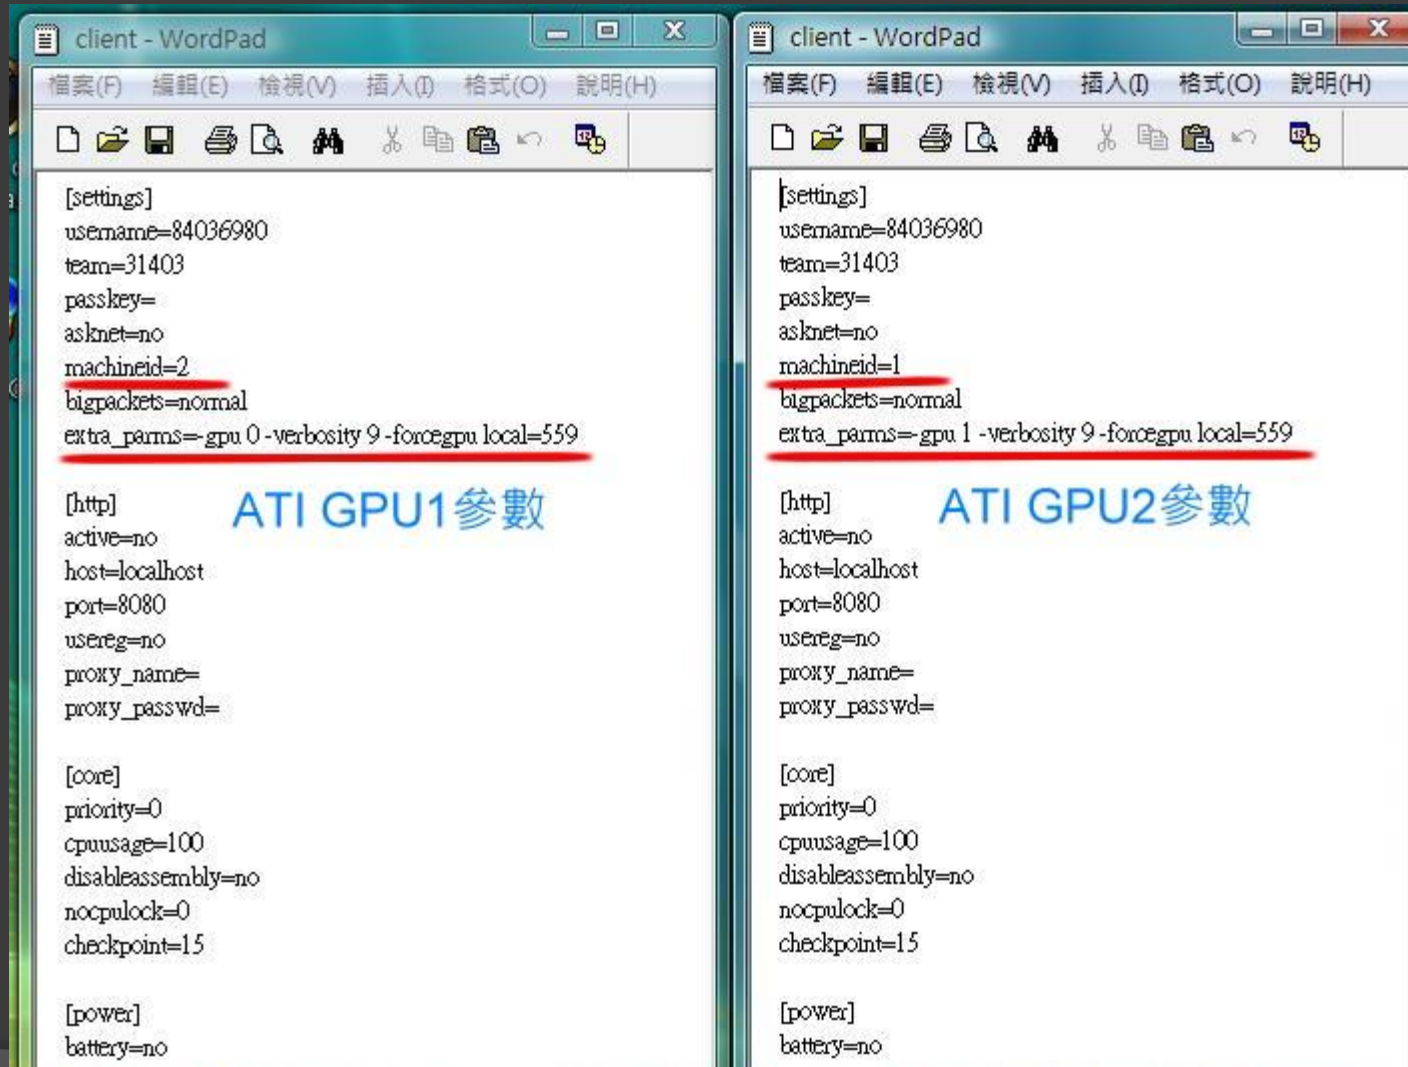 client - WordPad
檔案(F) 編輯(E) 檢視(V) 插入(I) 格式(O) 說明(H)
[settings]
username=84036980
team=31403
passkey=
asknet=no
machineid=2
bigpackets=normal
extra_parms=-gpu 0 -verbosity 9 -forcegpu local=559
[http]
ATI GPU1參數
active=no
host=localhost
port=8080
usereg=no
proxy_name=
proxy_passwd=
[core]
priority=0
cpuusage=100
disableassembly=no
nocpulock=0
checkpoint=15
[power]
battery=no
client - WordPad
檔案(F) 編輯(E) 檢視(V) 插入(I) 格式(O) 說明(H)
[settings]
username=84036980
team=31403
passkey=
asknet=no
machineid=1
bigpackets=normal
extra_parms=-gpu 1 -verbosity 9 -forcegpu local=559
[http]
ATI GPU2參數
active=no
host=localhost
port=8080
usereg=no
proxy_name=
proxy_passwd=
[core]
priority=0
cpuusage=100
disableassembly=no
nocpulock=0
checkpoint=15
[power]
battery=no